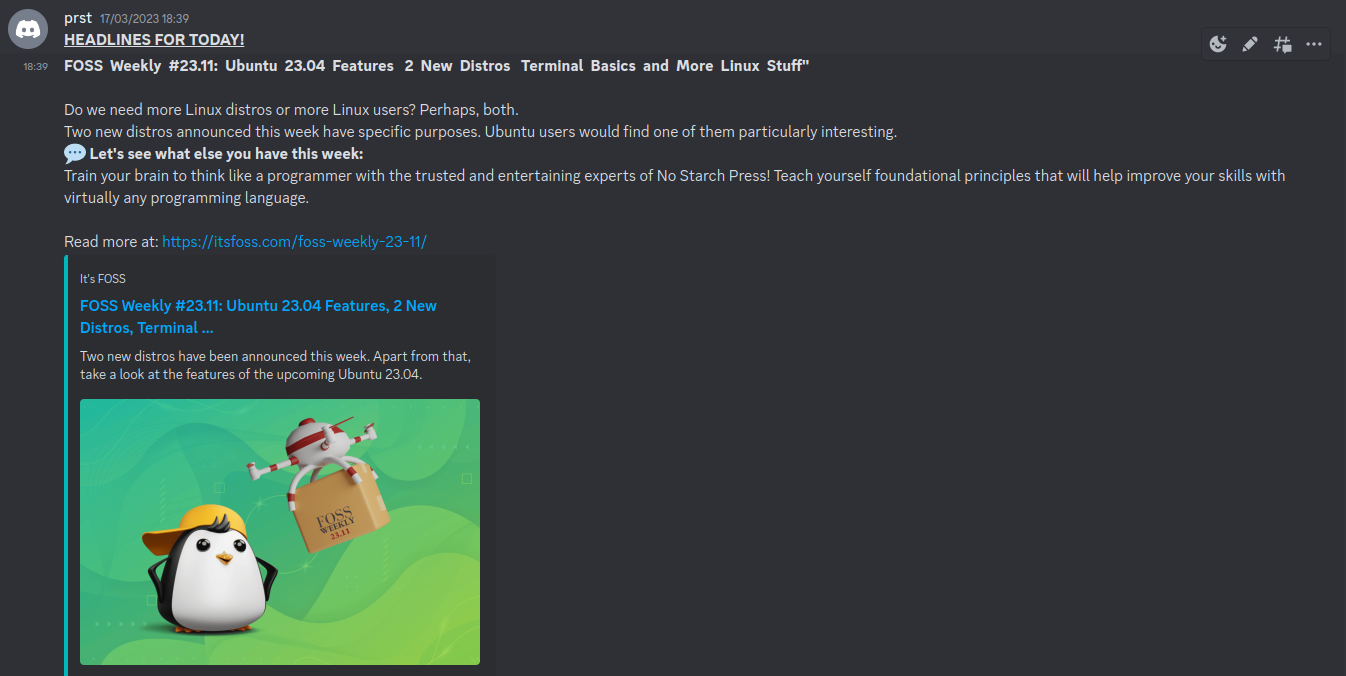 prst 17/03/2023 18:39
HEADLINES FOR TODAY!
18:39 FOSS Weekly #23.11: Ubuntu 23.04 Features 2 New Distros Terminal Basics and More Linux Stuff"
Do we need more Linux distros or more Linux users? Perhaps, both.
Two new distros announced this week have specific purposes. Ubuntu users would find one of them particularly interesting.
💬 Let's see what else you have this week:
Train your brain to think like a programmer with the trusted and entertaining experts of No Starch Press! Teach yourself foundational principles that will help improve your skills with
virtually any programming language.
Read more at: https://itsfoss.com/foss-weekly-23-11/
It's FOSS
FOSS Weekly #23.11: Ubuntu 23.04 Features, 2 New
Distros, Terminal ...
Two new distros have been announced this week. Apart from that,
take a look at the features of the upcoming Ubuntu 23.04.
FOSS
WEEKLY
23.11